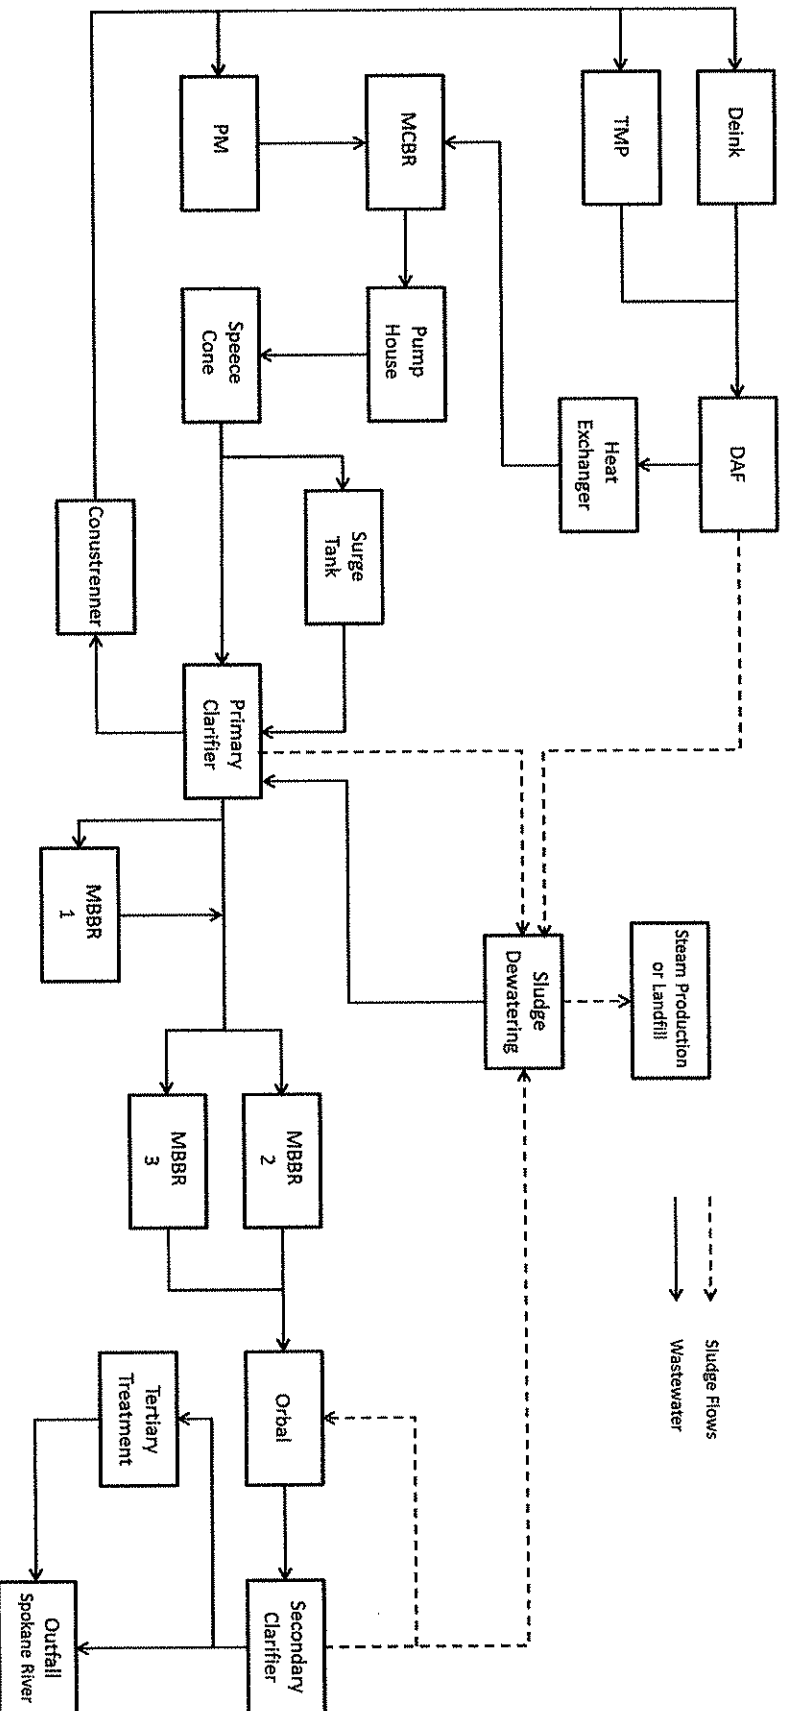 Deink
TMP
MCBR
PM
DAF
Heat
Exchanger
Pump
House
Speece
Cone
Surge
Tank
Conustrenner
Primary
Clarifier
Steam Production
or Landfill
Sludge
Dewatering
MBBR
1
MBBR
2
MBBR
3
Sludge Flows
Wastewater
Orbal
Tertiary
Treatment
Secondary
Clarifier
Outfall
Spokane River